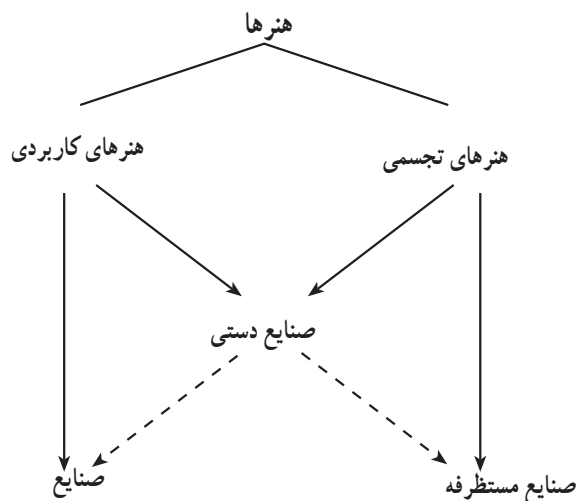 هنرها
هنرهای تجسمی
هنرهای کاربردی
صنایع دستی
صنایع مستظرفه
صنایع